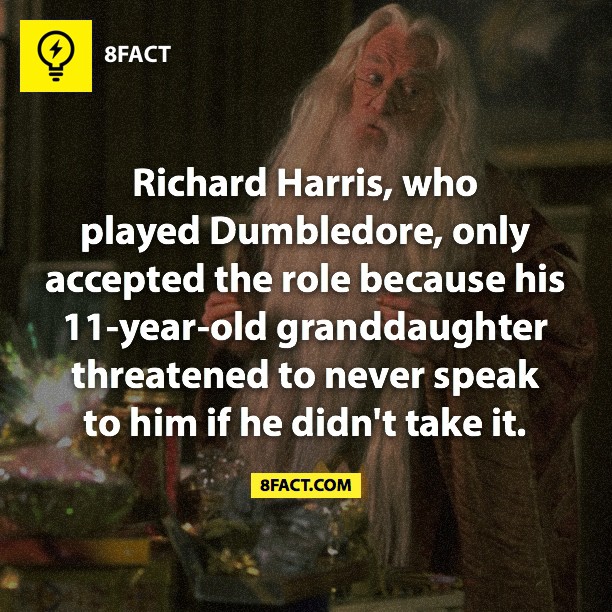 8FACT
Richard Harris, who
played Dumbledore, only
accepted the role because his
11-year-old granddaughter
threatened to never speak
to him if he didn't take it.
8FACT.COM